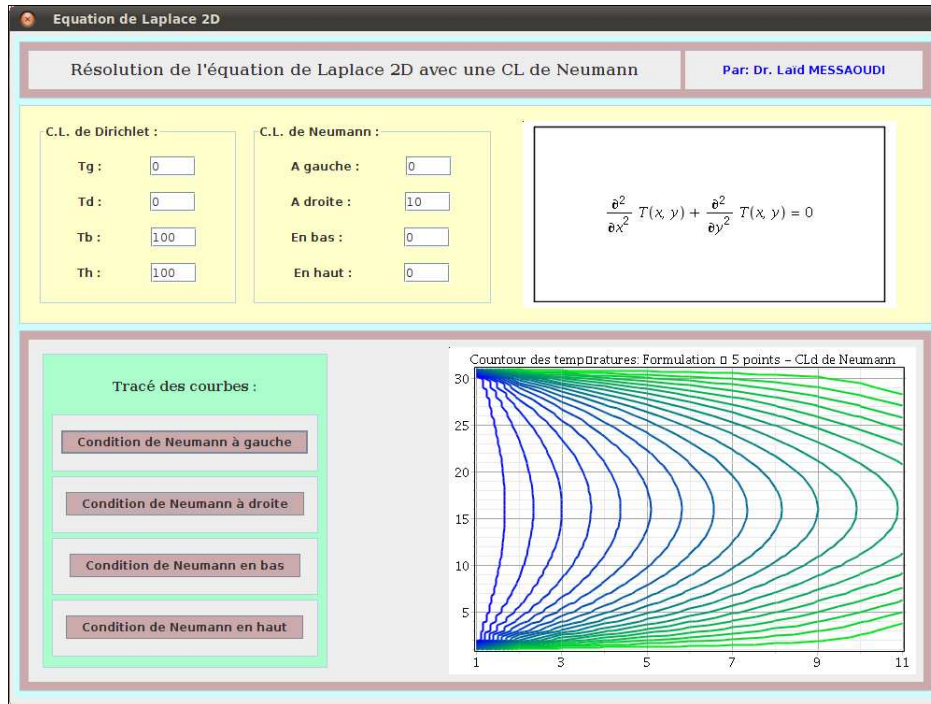 Equation de Laplace 2D
Résolution de l'équation de Laplace 2D avec une CL de Neumann
Par: Dr. Laïd MESSAOUDI
C.L. de Dirichlet :
Tg : 0
Td : 0
Tb : 100
Th : 100
C.L. de Neumann :
A gauche : 0
A droite : 10
En bas : 0
En haut : 0
∂²/∂x² T(x, y) + ∂²/∂y² T(x, y) = 0
Tracé des courbes :
Condition de Neumann à gauche
Condition de Neumann à droite
Condition de Neumann en bas
Condition de Neumann en haut
Countour des temp□ratures: Formulation □ 5 points – CLd de Neumann
30
25
20
15
10
5
1 3 5 7 9 11